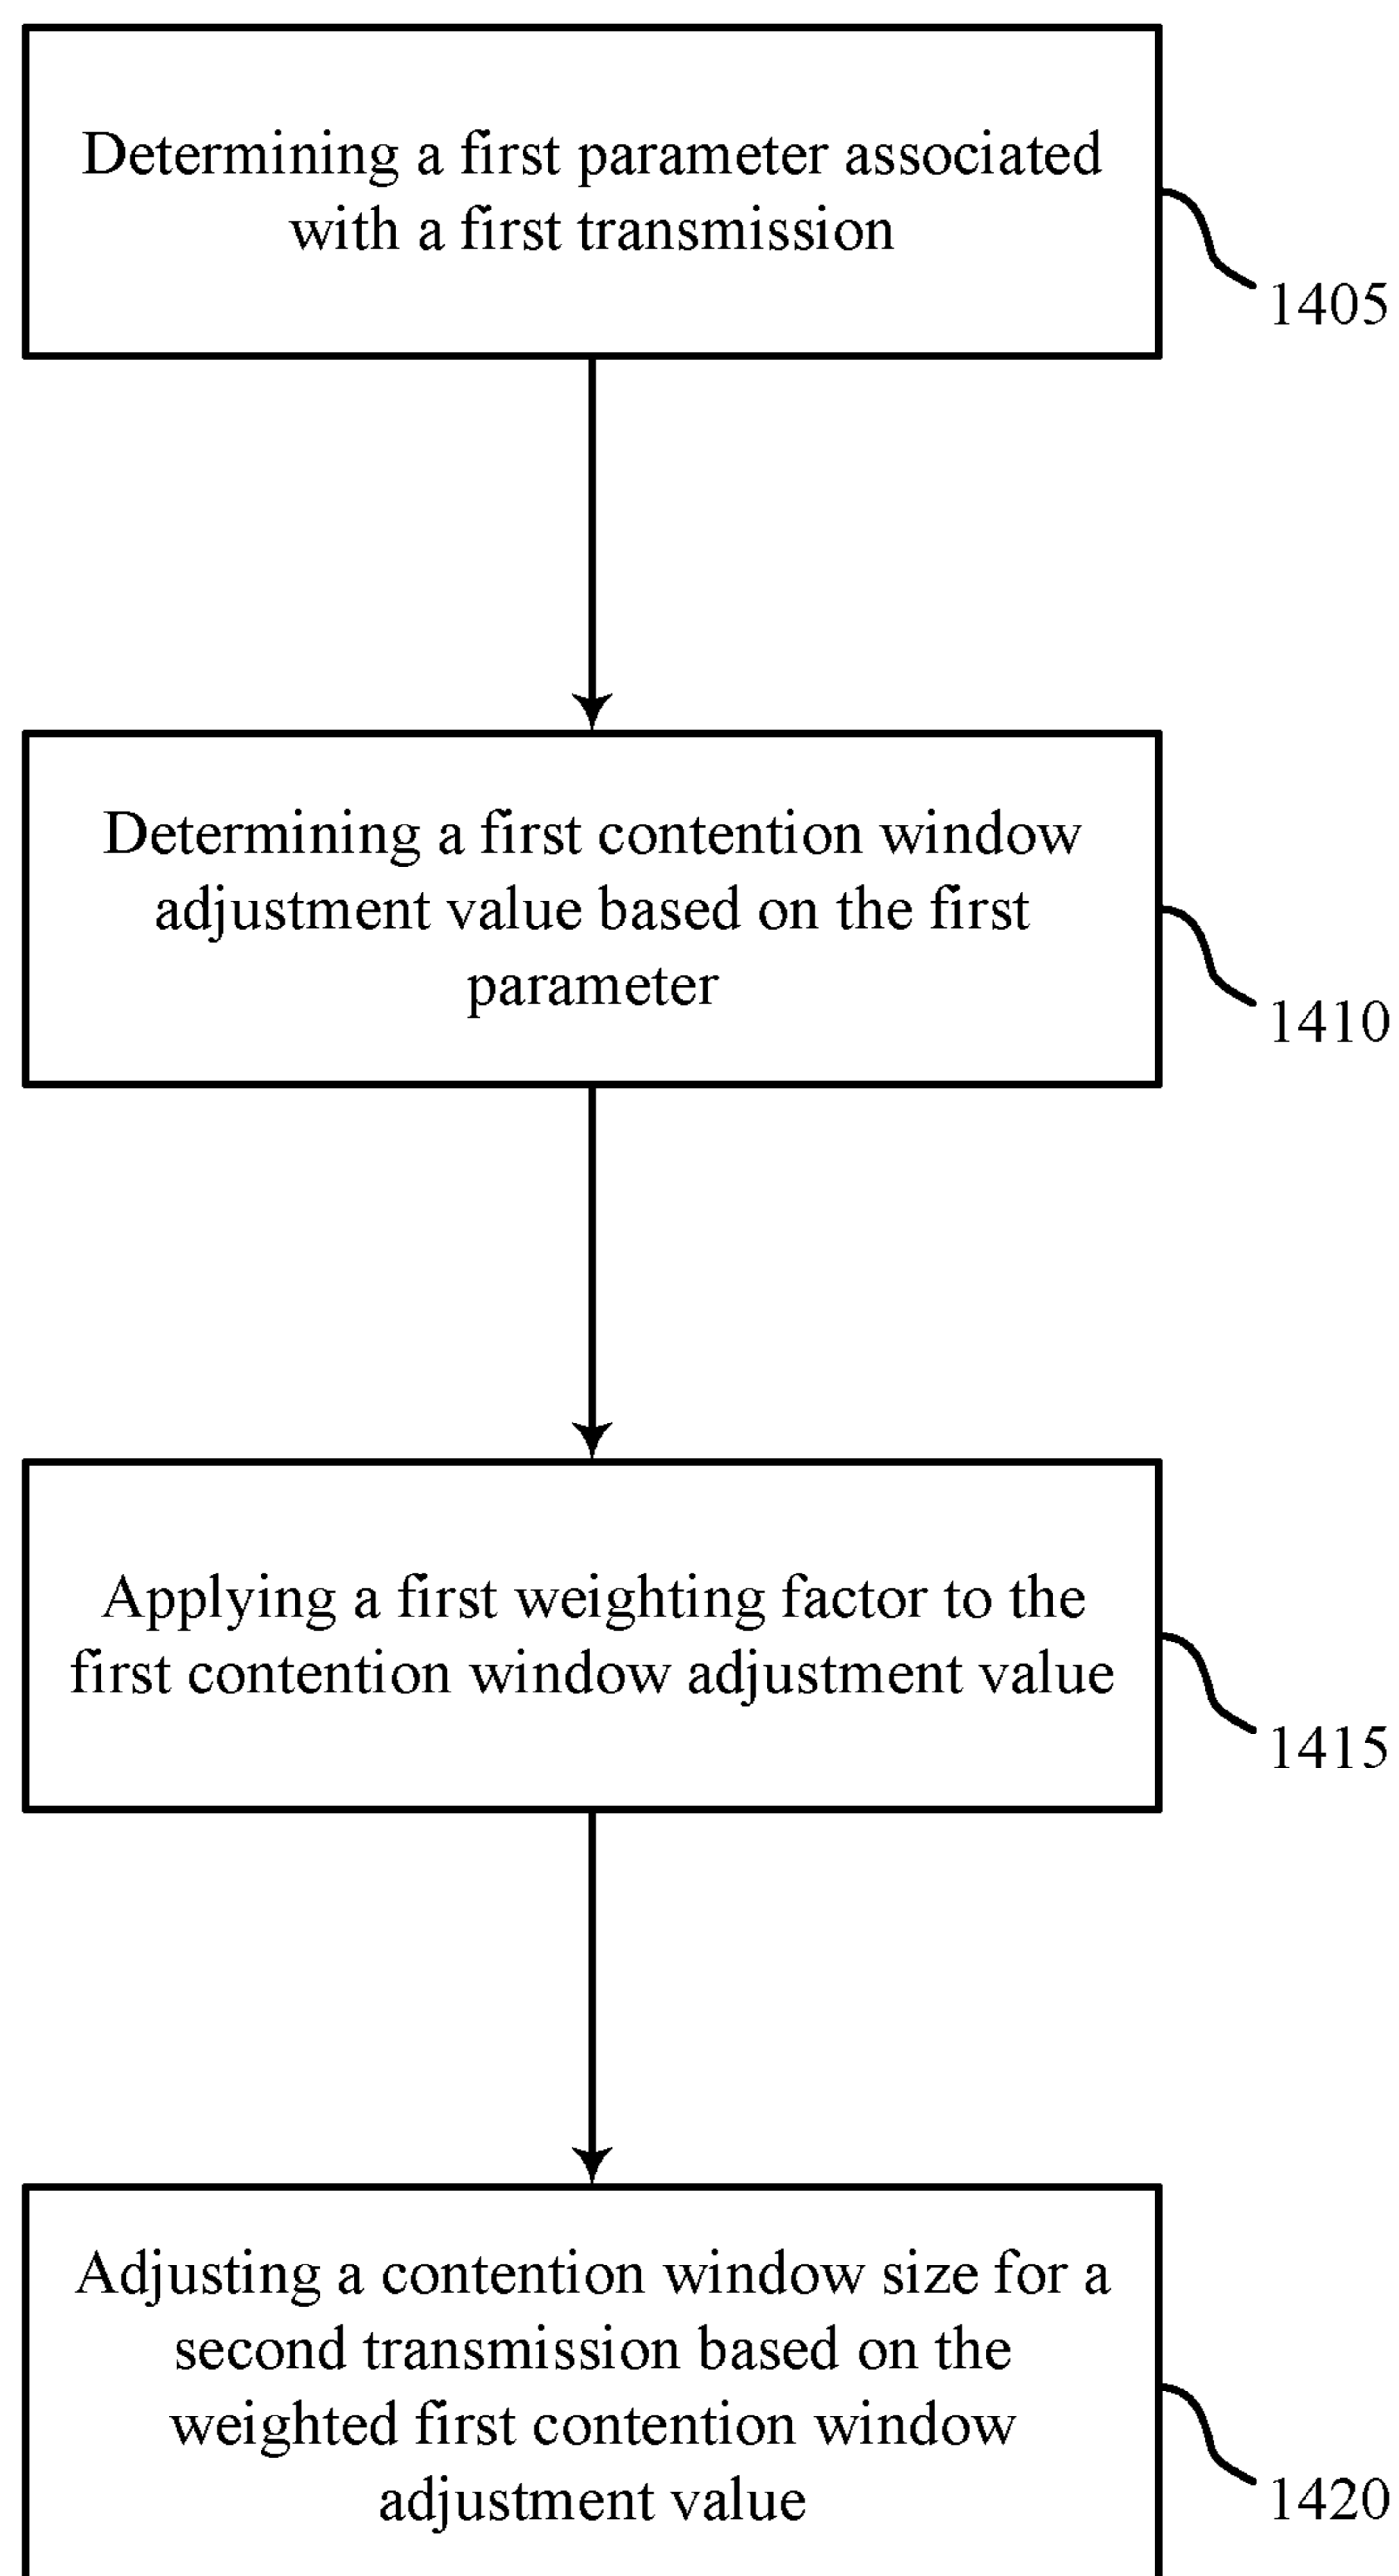 Determining a first parameter associated
with a first transmission
1405
Determining a first contention window
adjustment value based on the first
parameter
1410
Applying a first weighting factor to the
first contention window adjustment value
1415
Adjusting a contention window size for a
second transmission based on the
weighted first contention window
adjustment value
1420